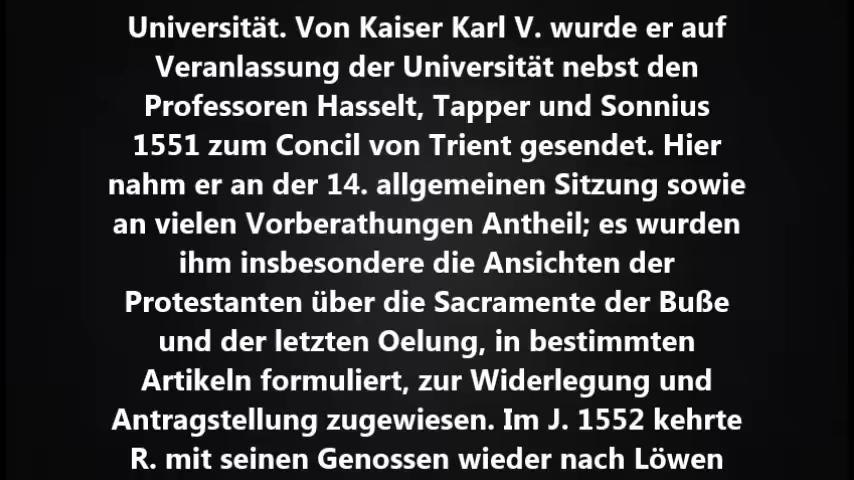 Universität. Von Kaiser Karl V. wurde er auf
Veranlassung der Universität nebst den
Professoren Hasselt, Tapper und Sonnius
1551 zum Concil von Trient gesendet. Hier
nahm er an der 14. allgemeinen Sitzung sowie
an vielen Vorberathungen Antheil; es wurden
ihm insbesondere die Ansichten der
Protestanten über die Sacramente der Buße
und der letzten Oelung, in bestimmten
Artikeln formuliert, zur Widerlegung und
Antragstellung zugewiesen. Im J. 1552 kehrte
R. mit seinen Genossen wieder nach Löwen